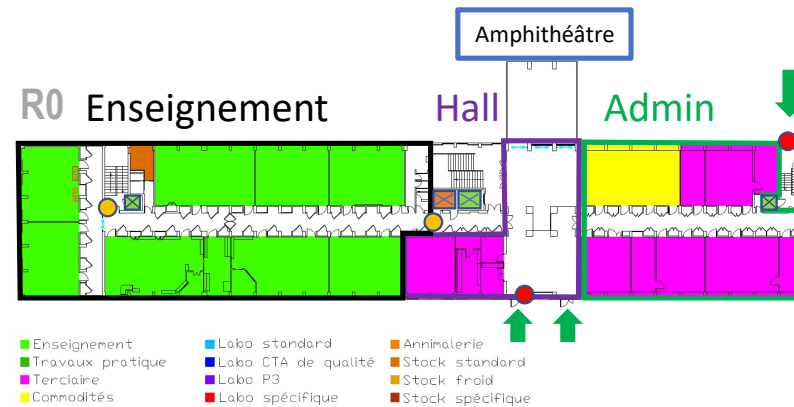 Amphithéâtre
R0 Enseignement Hall Admin
Enseignement
Travaux pratique
Terciaire
Commodités
Labo standard
Labo CTA de qualité
Labo P3
Labo spécifique
Annimalerie
Stock standard
Stock froid
Stock spécifique